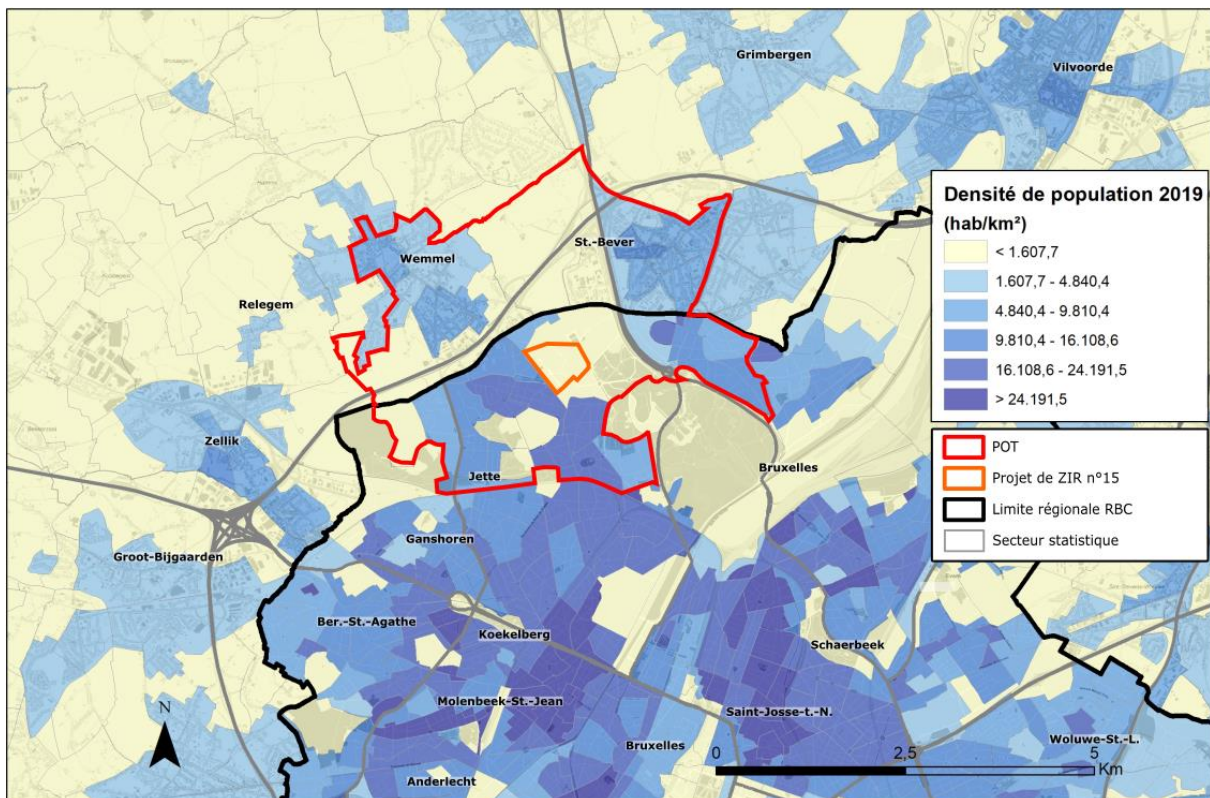 Grimbergen
Vilvoorde
St.-Bever
Wemmel
Relegem
Zellik
Jette
Bruxelles
Ganshoren
Groot-Bijgaarden
Ber.-St.-Agathe
Koekelberg
Schaerbeek
Molenbeek-St.-Jean
Saint-Josse-t.-N.
Bruxelles
Woluwe-St.-L.
Anderlecht
N
0
2,5
5
Km
Densité de population 2019
(hab/km²)
< 1.607,7
1.607,7 - 4.840,4
4.840,4 - 9.810,4
9.810,4 - 16.108,6
16.108,6 - 24.191,5
> 24.191,5
POT
Projet de ZIR n°15
Limite régionale RBC
Secteur statistique